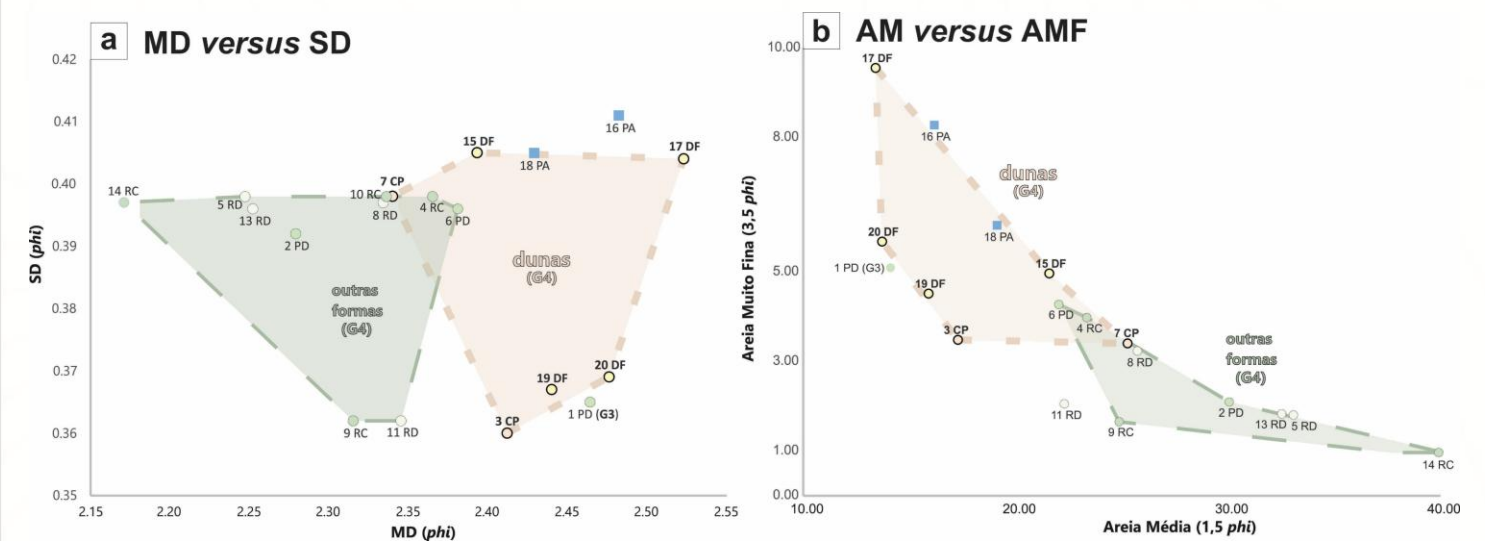 a MD versus SD
0.42
0.41
0.40
0.39
0.38
0.37
0.36
0.35
SD (phi)
16 PA
15 DF
18 PA
17 DF
7 CP
14 RC
10 RC
5 RD
8 RD
4 RC
13 RD
6 PD
2 PD
dunas
(G4)
outras
formas
(G4)
20 DF
19 DF
1 PD (G3)
3 CP
9 RC
11 RD
2.15
2.20
2.25
2.30
2.35
2.40
2.45
2.50
2.55
MD (phi)
b AM versus AMF
10.00
8.00
5.00
1.00
0.00
Areia Muito Fina (3,5 phi)
17 DF
16 PA
dunas
(G4)
20 DF
18 PA
1 PD (G3)
15 DF
19 DF
6 PD
4 RC
3 CP
7 CP
8 RD
outras
formas
(G4)
11 RD
9 RC
2 PD
13 RD
5 RD
14 RC
10.00
20.00
30.00
40.00
Areia Média (1,5 phi)